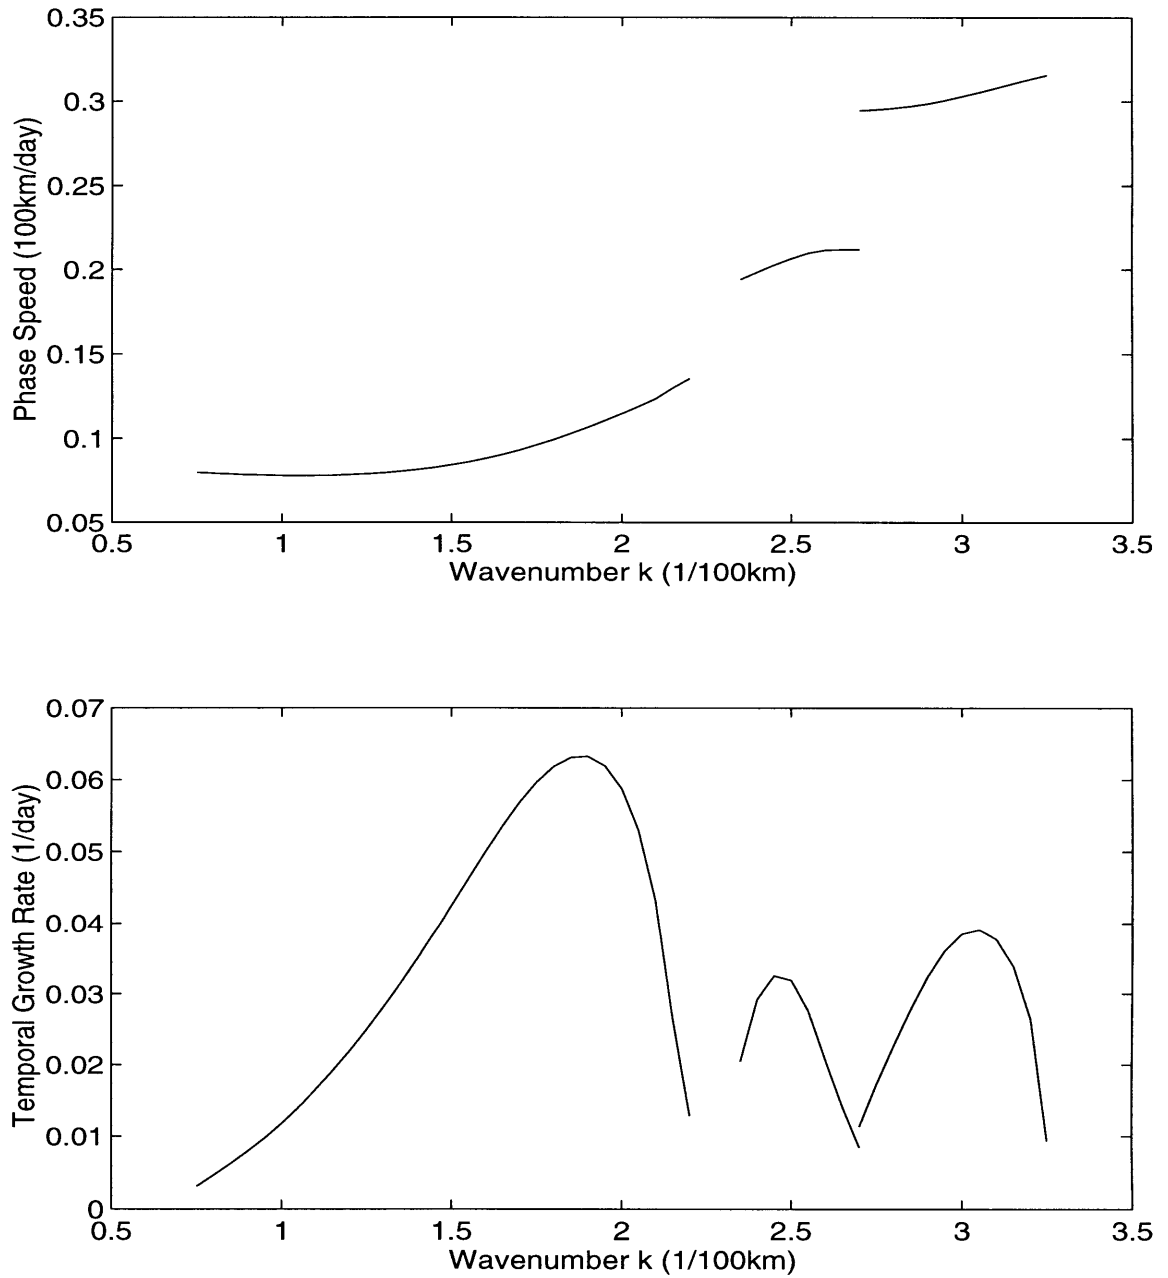 Phase Speed (100km/day)
0.35
0.3
0.25
0.2
0.15
0.1
0.05
0.5 1 1.5 2 2.5 3 3.5
Wavenumber k (1/100km)
Temporal Growth Rate (1/day)
0.07
0.06
0.05
0.04
0.03
0.02
0.01
0
0.5 1 1.5 2 2.5 3 3.5
Wavenumber k (1/100km)